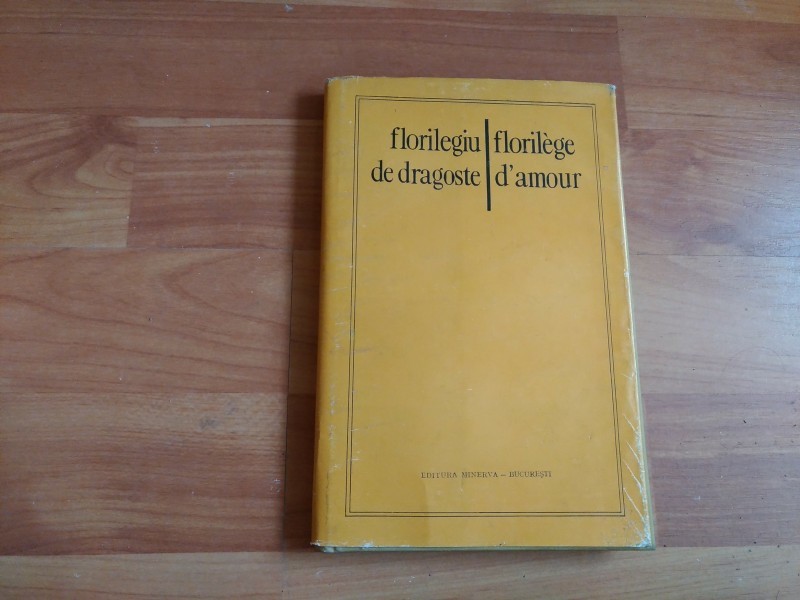 florilegiu
de dragoste
florilège
d'amour
EDITURA MINERVA – BUCUREŞTI